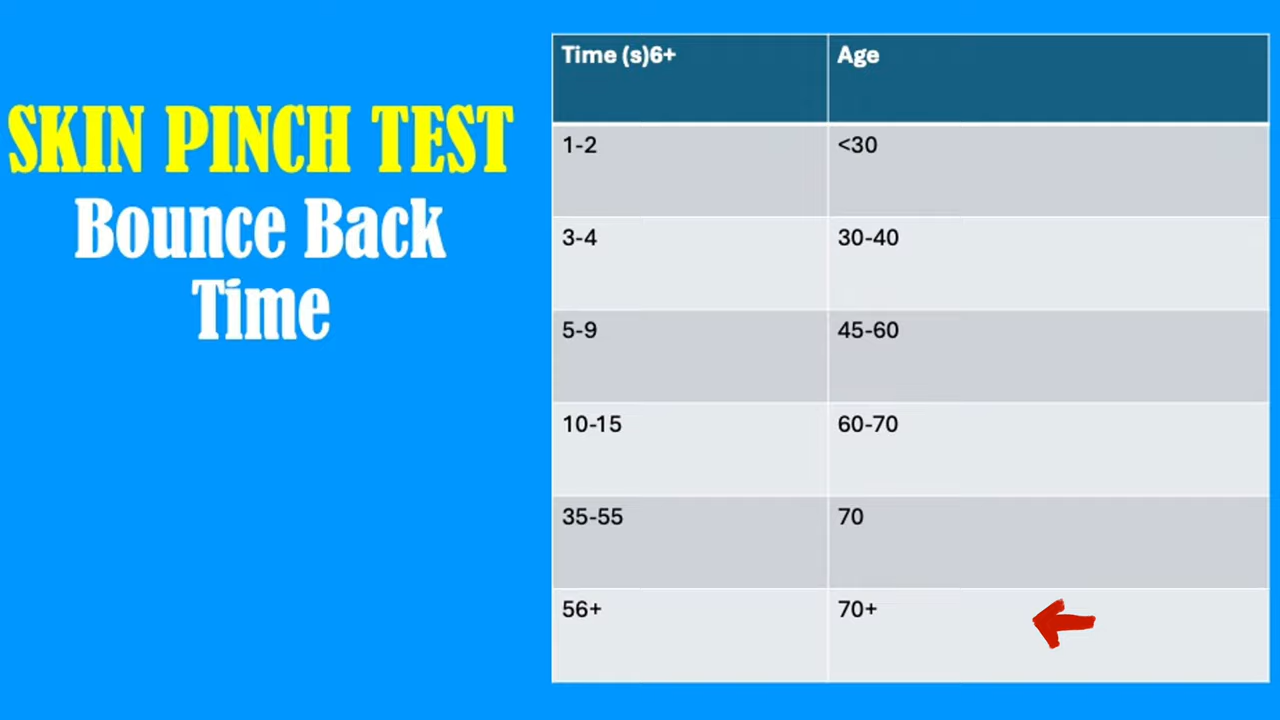 SKIN PINCH TEST
Bounce Back
Time
Time (s)6+ Age
1-2 <30
3-4 30-40
5-9 45-60
10-15 60-70
35-55 70
56+ 70+